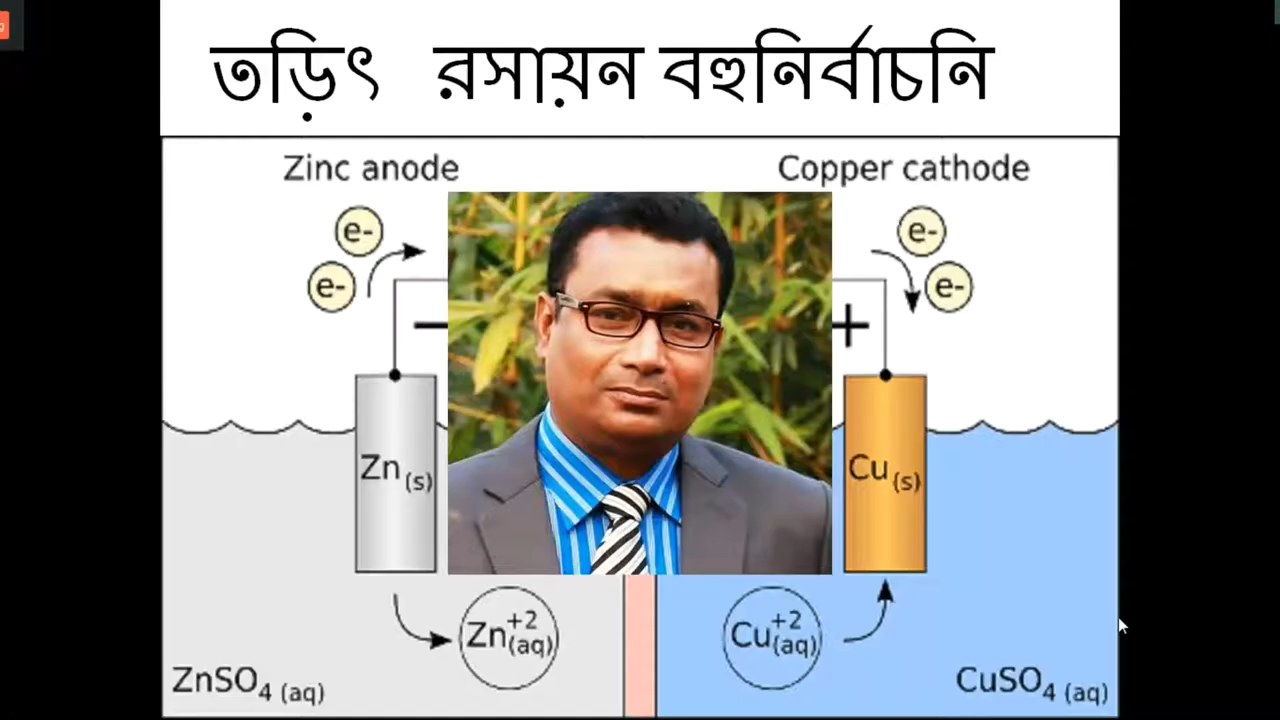 তড়িৎ রসায়ন বহুনির্বাচনি
Zinc anode
Copper cathode
e-
e-
e-
e-
−
+
Zn (s)
Cu (s)
Zn+2(aq)
Cu+2(aq)
ZnSO4 (aq)
CuSO4 (aq)